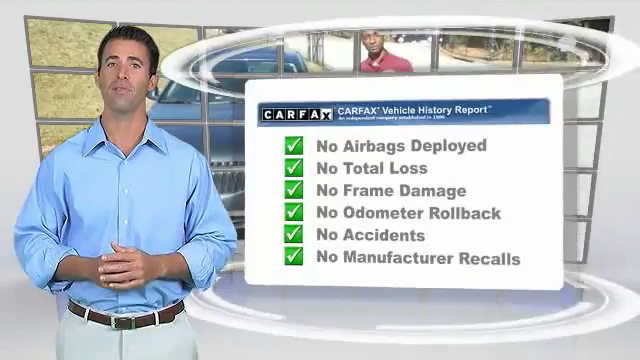 CARFAX CARFAX® Vehicle History Report™
An independent company established in 1986
No Airbags Deployed
No Total Loss
No Frame Damage
No Odometer Rollback
No Accidents
No Manufacturer Recalls